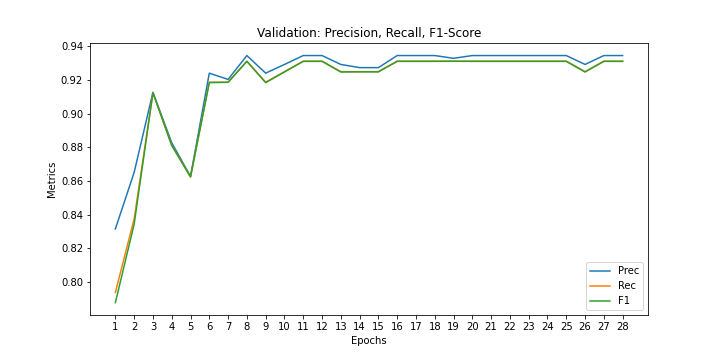 Validation: Precision, Recall, F1-Score
0.94
0.92
0.90
0.88
0.86
0.84
0.82
0.80
Metrics
Prec
Rec
F1
1 2 3 4 5 6 7 8 9 10 11 12 13 14 15 16 17 18 19 20 21 22 23 24 25 26 27 28
Epochs